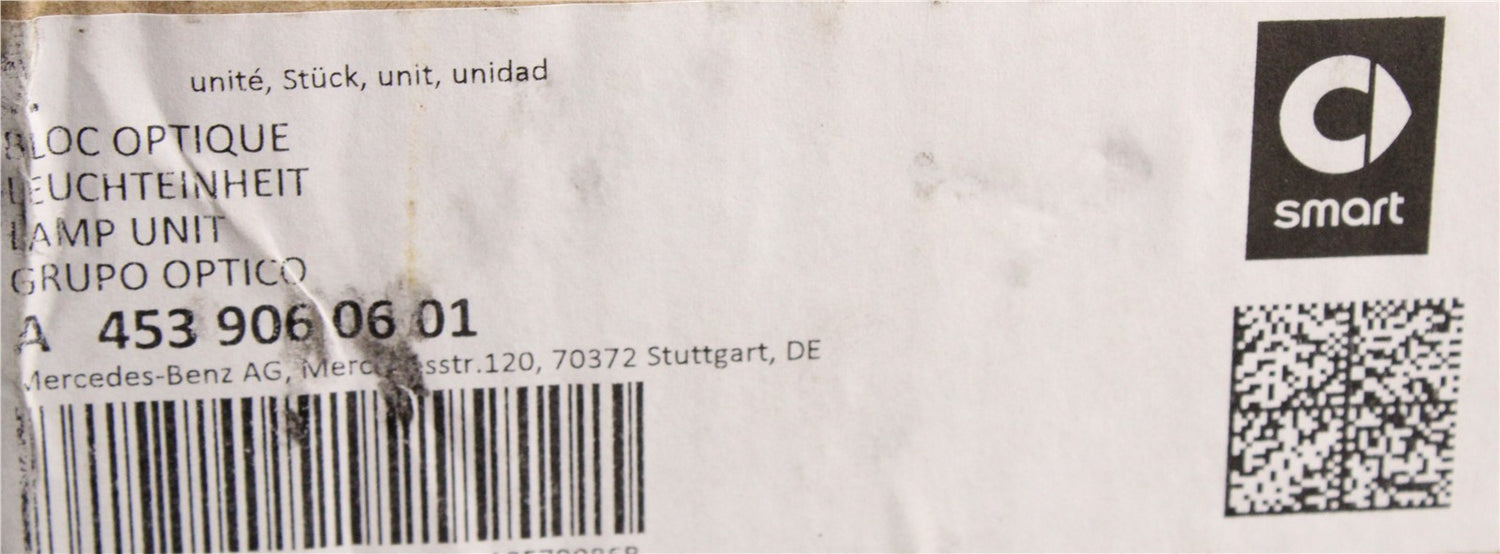 unité, Stück, unit, unidad
BLOC OPTIQUE
LEUCHTEINHEIT
LAMP UNIT
GRUPO OPTICO
A 453 906 06 01
Mercedes-Benz AG, sstr.120, 70372 Stuttgart, DE
smart